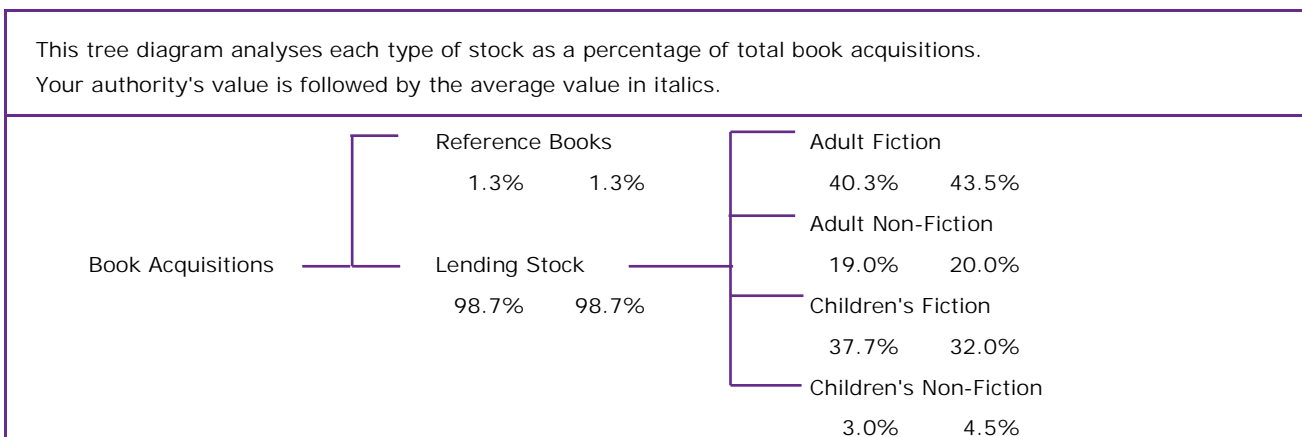 This tree diagram analyses each type of stock as a percentage of total book acquisitions.
Your authority's value is followed by the average value in italics.
Reference Books
1.3% 1.3%
Book Acquisitions
Lending Stock
98.7% 98.7%
Adult Fiction
40.3% 43.5%
Adult Non-Fiction
19.0% 20.0%
Children's Fiction
37.7% 32.0%
Children's Non-Fiction
3.0% 4.5%